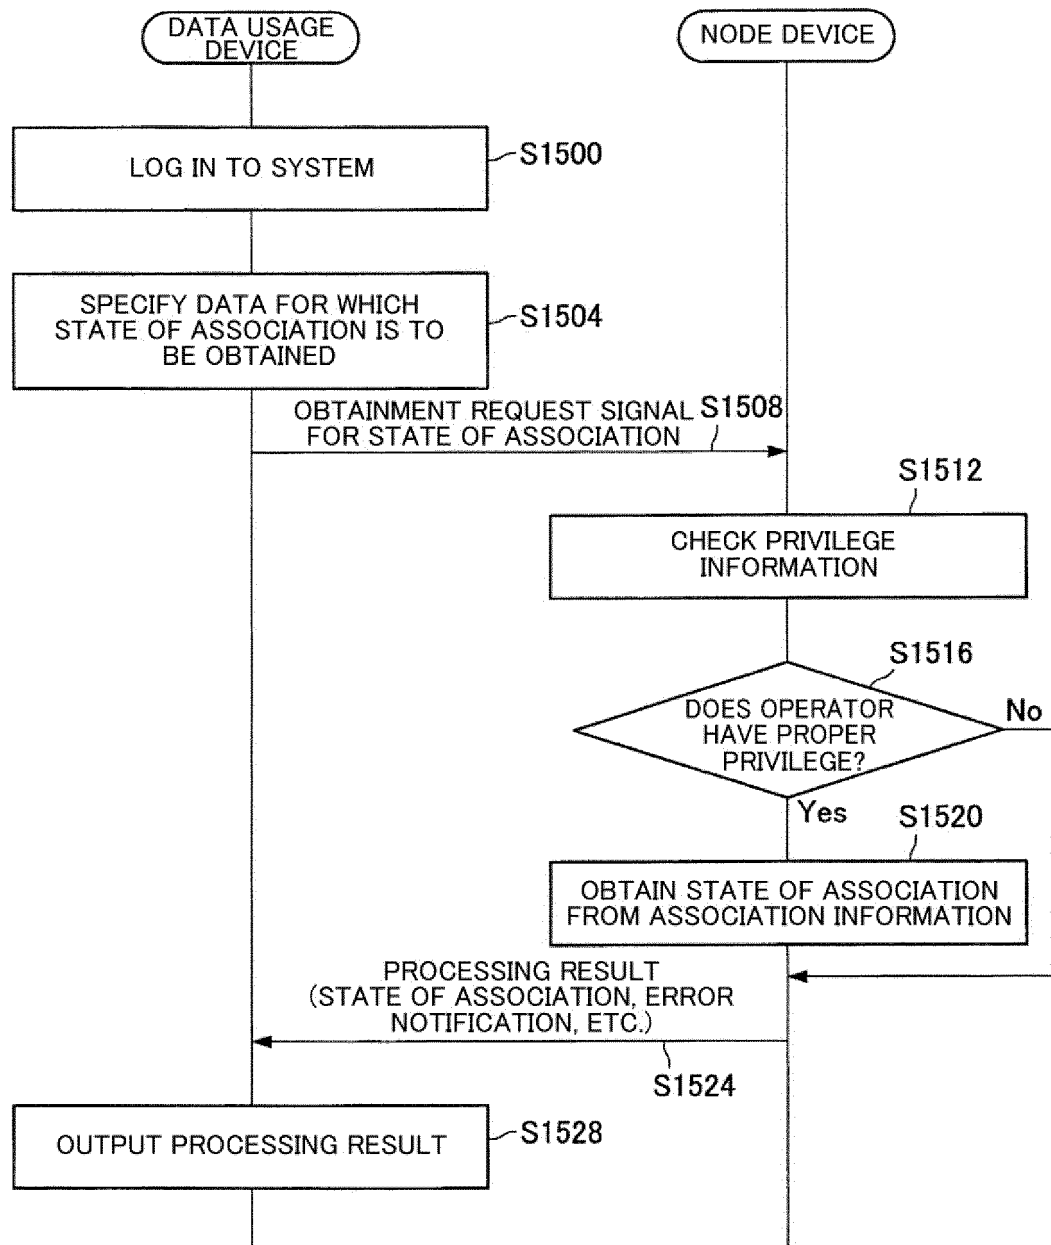 DATA USAGE
DEVICE
NODE DEVICE
LOG IN TO SYSTEM
S1500
SPECIFY DATA FOR WHICH
STATE OF ASSOCIATION IS TO
BE OBTAINED
S1504
OBTAINMENT REQUEST SIGNAL
FOR STATE OF ASSOCIATION
S1508
S1512
CHECK PRIVILEGE
INFORMATION
S1516
DOES OPERATOR
HAVE PROPER
PRIVILEGE?
No
Yes
S1520
OBTAIN STATE OF ASSOCIATION
FROM ASSOCIATION INFORMATION
PROCESSING RESULT
(STATE OF ASSOCIATION, ERROR
NOTIFICATION, ETC.)
S1524
OUTPUT PROCESSING RESULT
S1528